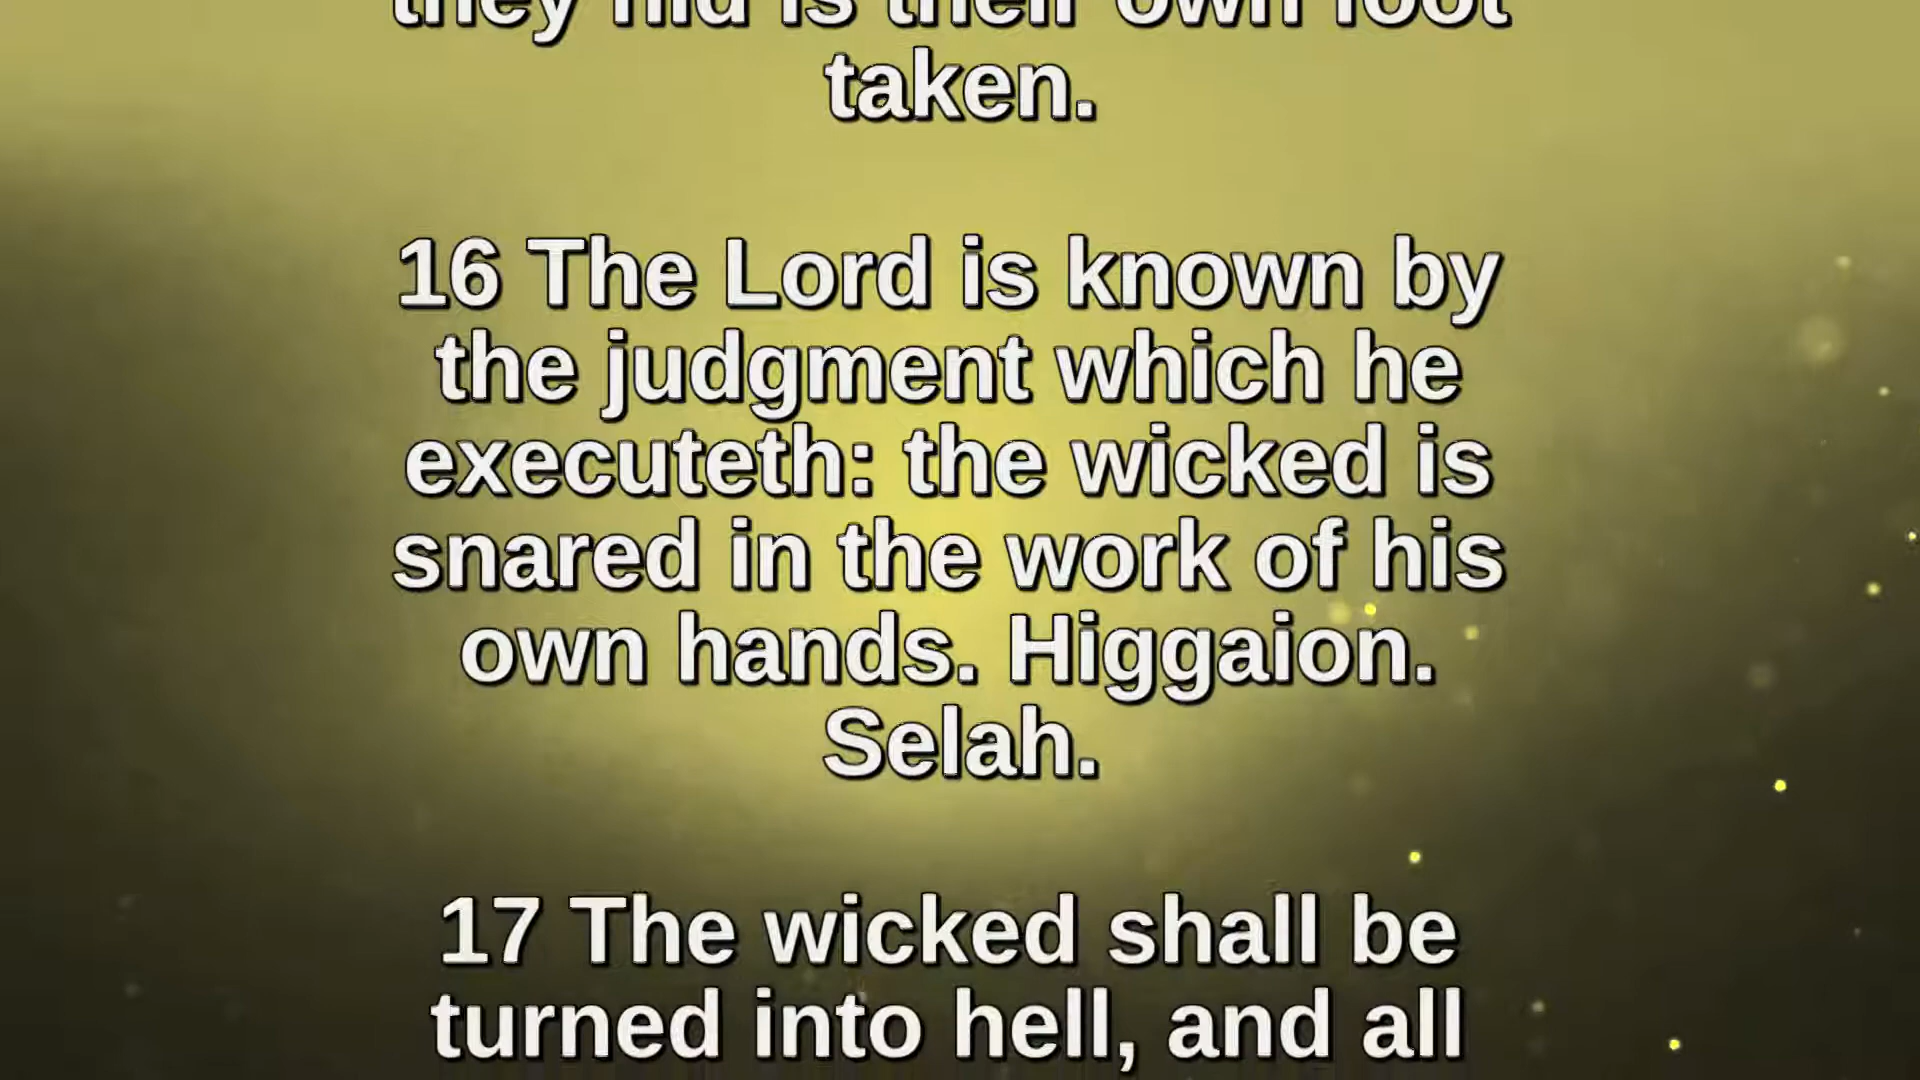 they hid is their own foot
taken.
16 The Lord is known by
the judgment which he
executeth: the wicked is
snared in the work of his
own hands. Higgaion.
Selah.
17 The wicked shall be
turned into hell, and all